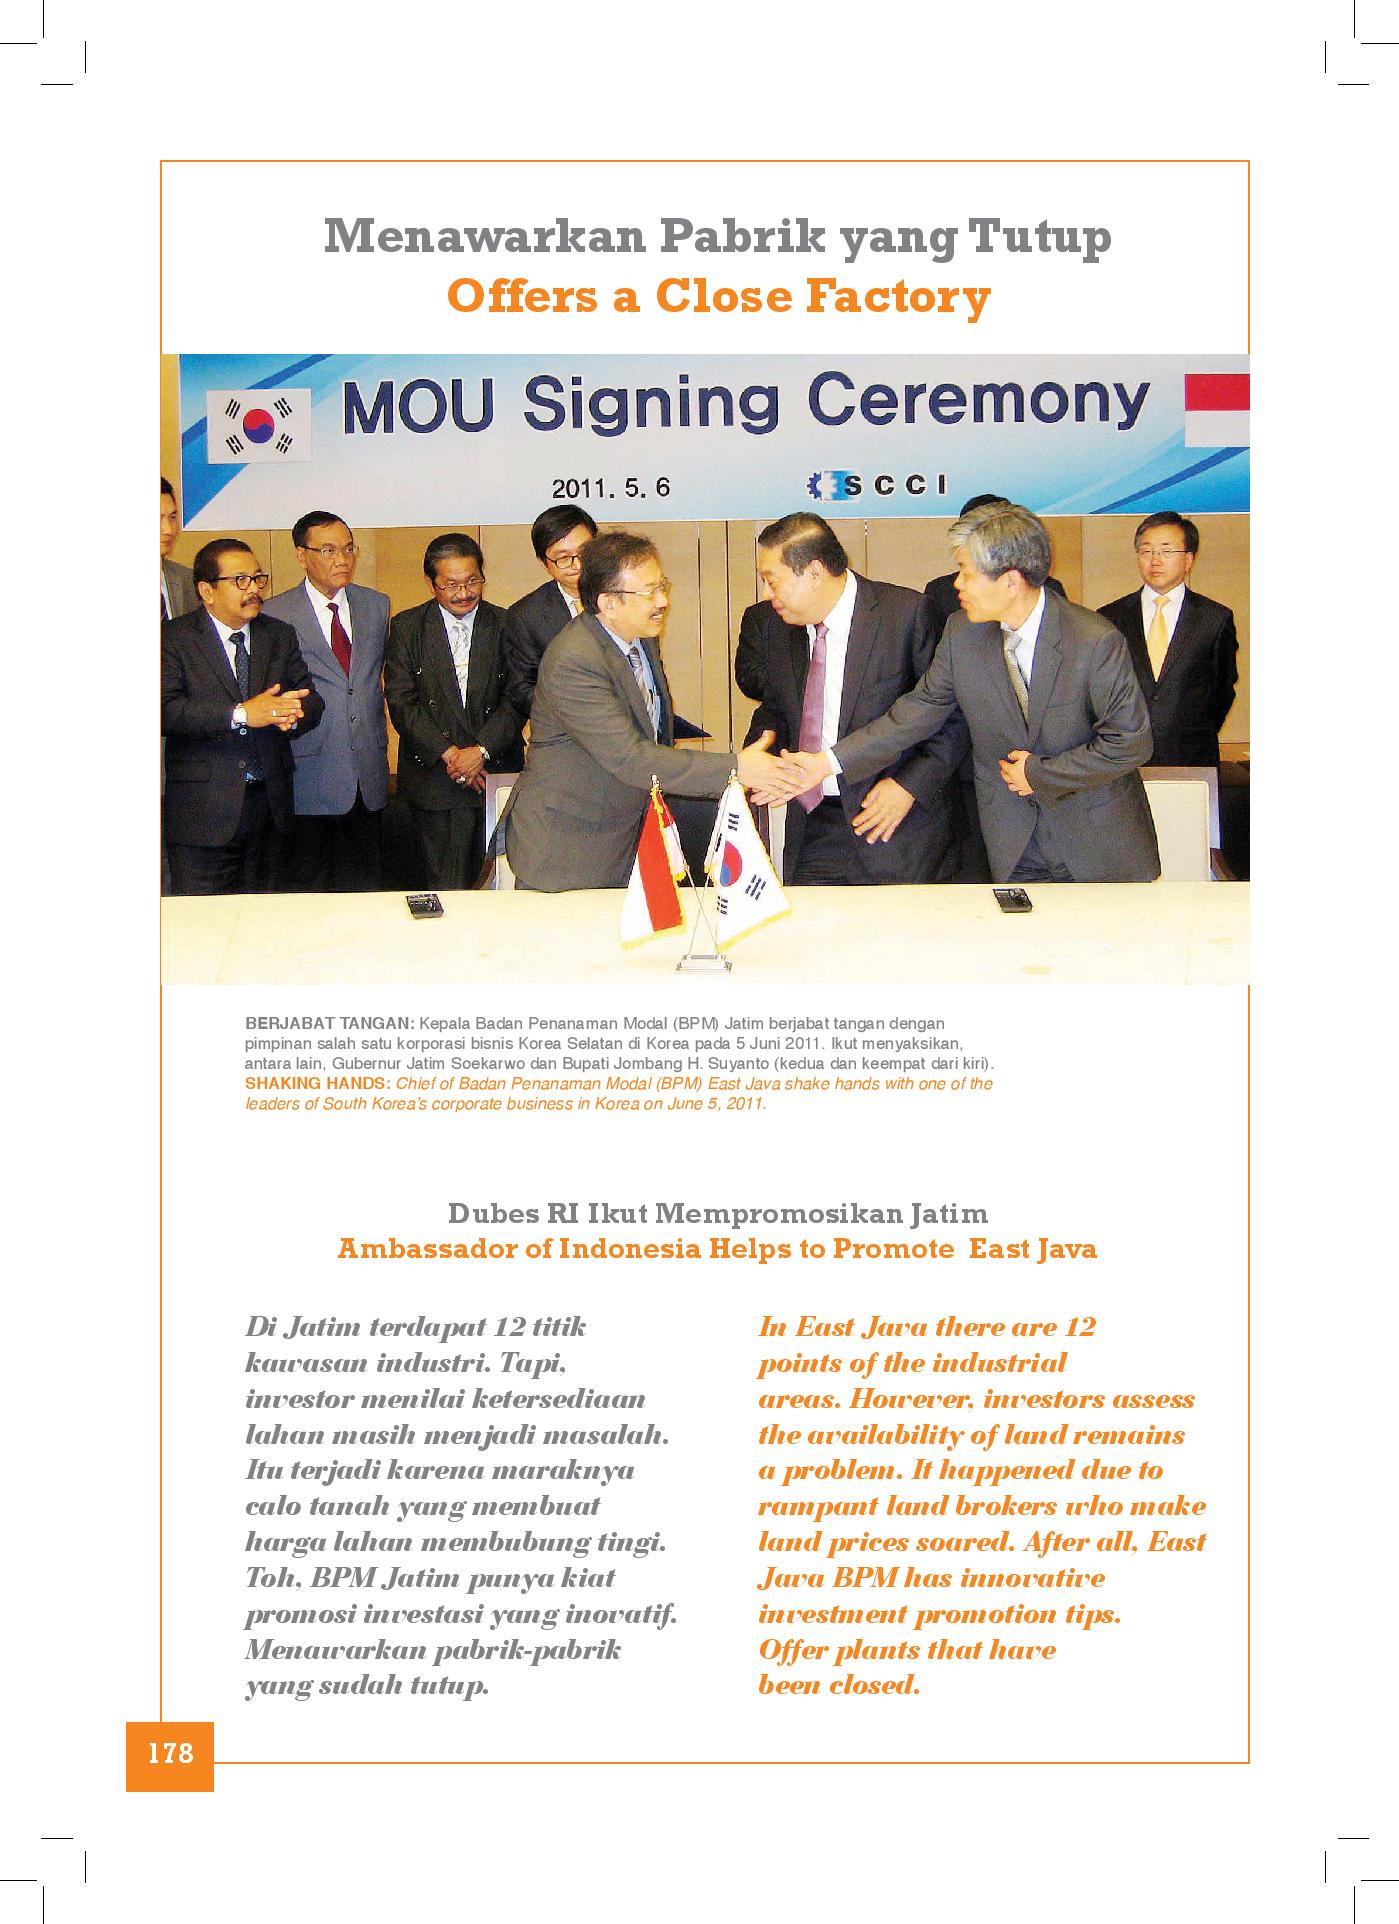 Menawarkan Pabrik yang Tutup
Offers a Close Factory
MOU Signing Ceremony
2011. 5. 6
SCCI
BERJABAT TANGAN: Kepala Badan Penanaman Modal (BPM) Jatim berjabat tangan dengan
pimpinan salah satu korporasi bisnis Korea Selatan di Korea pada 5 Juni 2011. Ikut menyaksikan,
antara lain, Gubernur Jatim Soekarwo dan Bupati Jombang H. Suyanto (kedua dan keempat dari kiri).
SHAKING HANDS: Chief of Badan Penanaman Modal (BPM) East Java shake hands with one of the
leaders of South Korea's corporate business in Korea on June 5, 2011.
Dubes RI Ikut Mempromosikan Jatim
Ambassador of Indonesia Helps to Promote East Java
Di Jatim terdapat 12 titik
kawasan industri. Tapi,
investor menilai ketersediaan
lahan masih menjadi masalah.
Itu terjadi karena maraknya
calo tanah yang membuat
harga lahan membubung tingi.
Toh, BPM Jatim punya kiat
promosi investasi yang inovatif.
Menawarkan pabrik-pabrik
yang sudah tutup.
In East Java there are 12
points of the industrial
areas. However, investors assess
the availability of land remains
a problem. It happened due to
rampant land brokers who make
land prices soared. After all, East
Java BPM has innovative
investment promotion tips.
Offer plants that have
been closed.
178